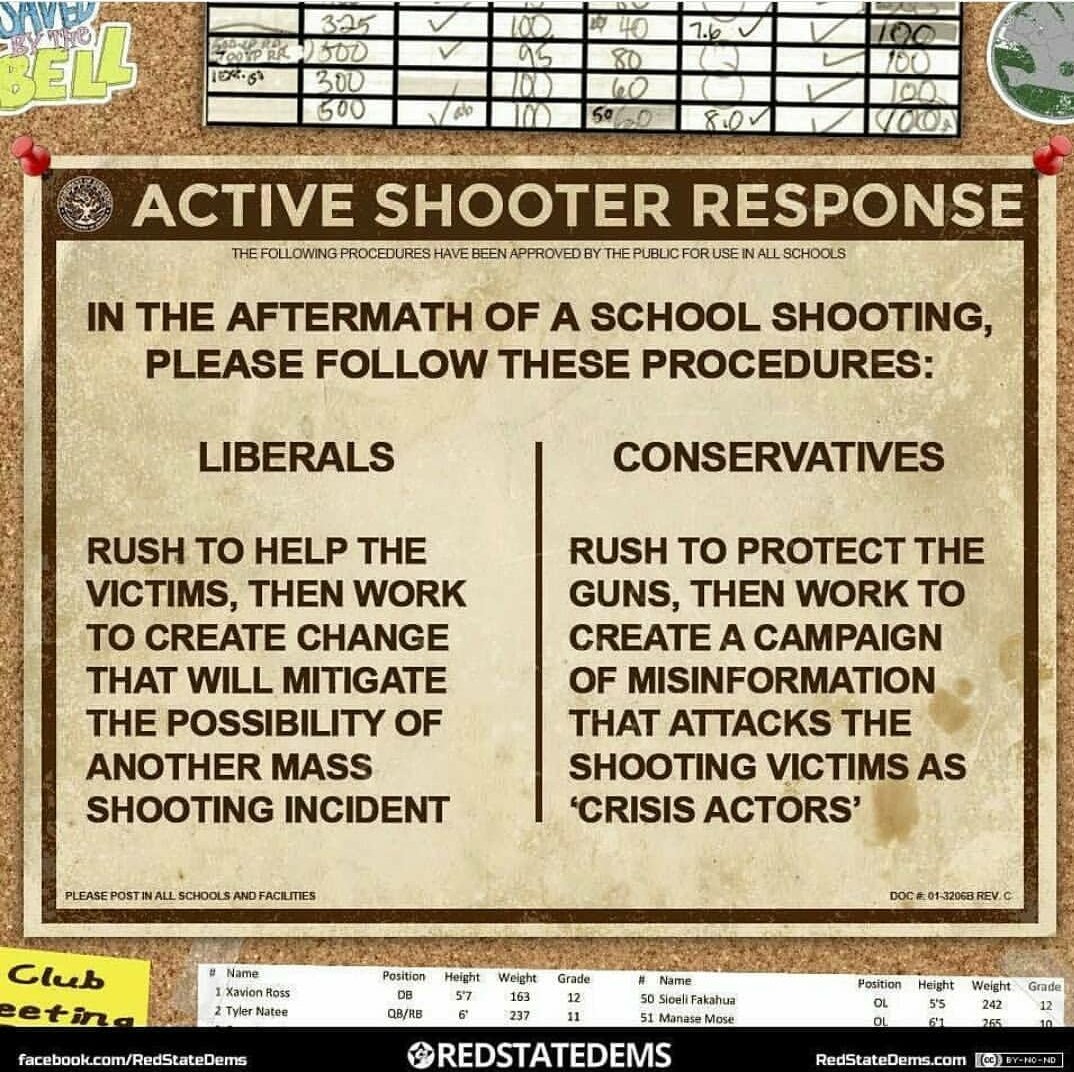 SAVED
BY THE
BELL
325 100 40 7.6 100
500 95 80 100
300 100 60 100
500 100 50 8.0 100
ACTIVE SHOOTER RESPONSE
THE FOLLOWING PROCEDURES HAVE BEEN APPROVED BY THE PUBLIC FOR USE IN ALL SCHOOLS
IN THE AFTERMATH OF A SCHOOL SHOOTING,
PLEASE FOLLOW THESE PROCEDURES:
LIBERALS
RUSH TO HELP THE
VICTIMS, THEN WORK
TO CREATE CHANGE
THAT WILL MITIGATE
THE POSSIBILITY OF
ANOTHER MASS
SHOOTING INCIDENT
CONSERVATIVES
RUSH TO PROTECT THE
GUNS, THEN WORK TO
CREATE A CAMPAIGN
OF MISINFORMATION
THAT ATTACKS THE
SHOOTING VICTIMS AS
‘CRISIS ACTORS’
PLEASE POST IN ALL SCHOOLS AND FACILITIES
DOC #: 01-3206B REV. C
Club
eeting
# Name Position Height Weight Grade
1 Xavion Ross DB 5'7 163 12
2 Tyler Natee QB/RB 6' 237 11
# Name Position Height Weight Grade
50 Sioeli Fakahua OL 5'5 242 12
51 Manase Mose OL 6'1 265 10
facebook.com/RedStateDems
REDSTATEDEMS
RedStateDems.com
cc BY-NC-ND